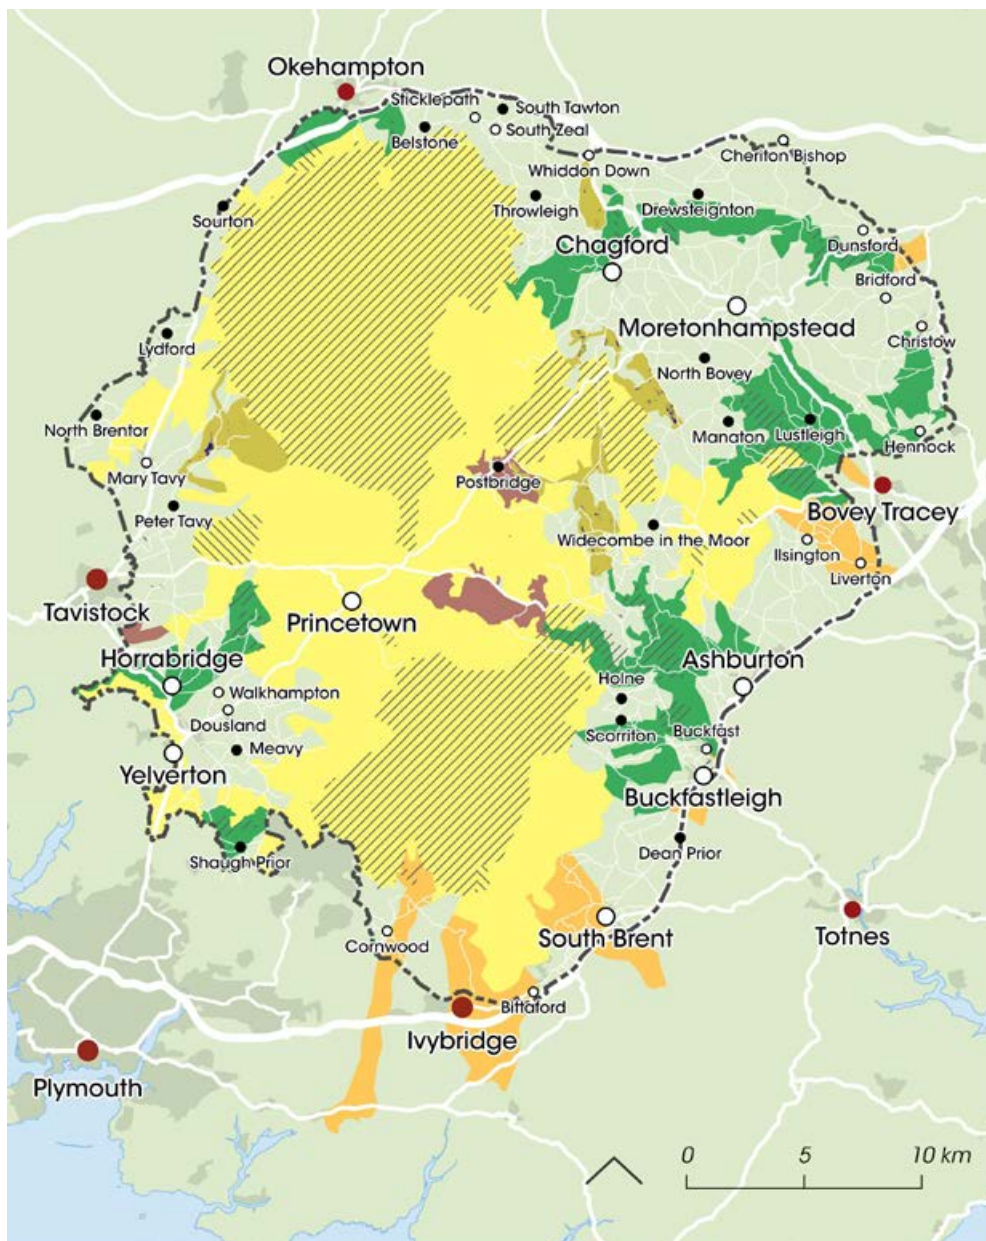 Okehampton
Sticklepath
South Tawton
South Zeal
Belstone
Cheriton Bishop
Whiddon Down
Throwleigh
Drewsteignton
Sourton
Dunsford
Chagford
Bridford
Moretonhampstead
Christow
Lydford
North Bovey
North Brentor
Manaton
Lustleigh
Hennock
Mary Tavy
Postbridge
Bovey Tracey
Peter Tavy
Widecombe in the Moor
Ilsington
Liverton
Tavistock
Princetown
Horrabridge
Ashburton
Holne
Walkhampton
Dousland
Scorriton
Buckfast
Meavy
Yelverton
Buckfastleigh
Shaugh Prior
Dean Prior
Cornwood
South Brent
Totnes
Bittaford
Ivybridge
Plymouth
0 5 10 km